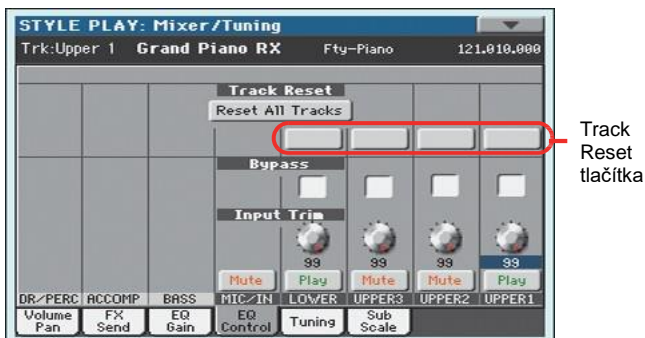 STYLE PLAY: Mixer/Tuning
Trk:Upper 1 Grand Piano RX Fty-Piano 121.010.000
Track Reset
Reset All Tracks
Track
Reset
tlačítka
Bypass
Input Trim
99 99 99 99
Mute Play Mute Mute Play
DR/PERC ACCOMP BASS MIC/IN LOWER UPPER3 UPPER2 UPPER1
Volume Pan FX Send EQ Gain EQ Control Tuning Sub Scale